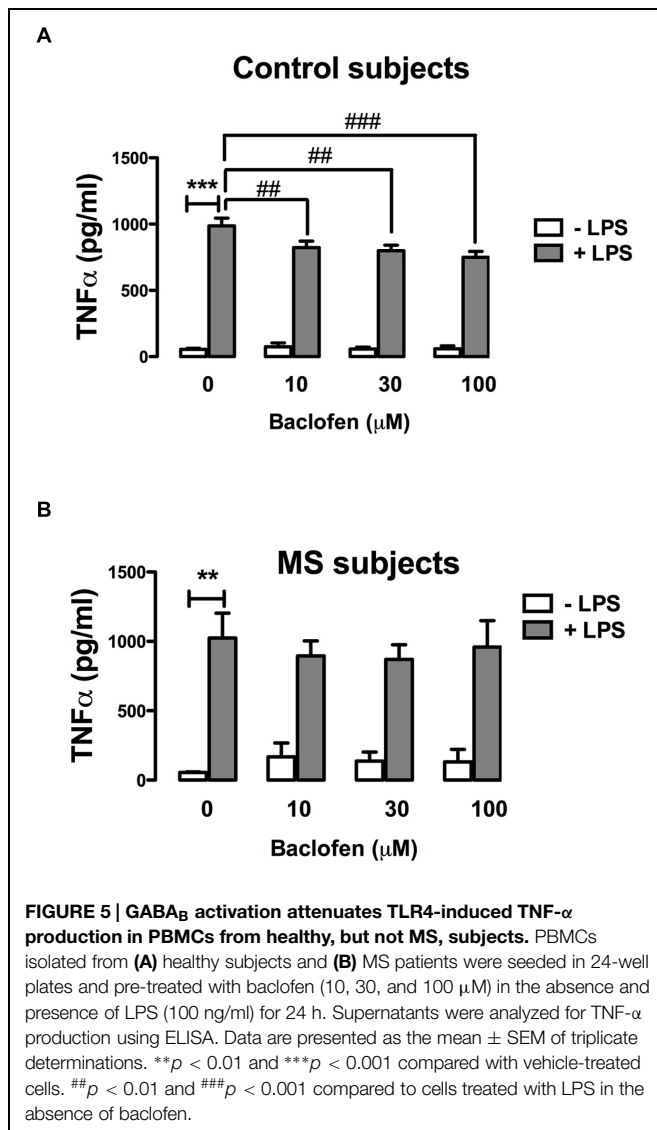 A
Control subjects
###
##
***
##
1500
1000
500
0
TNFα (pg/ml)
- LPS
+ LPS
0 10 30 100
Baclofen (μM)
B
MS subjects
**
1500
1000
500
0
TNFα (pg/ml)
- LPS
+ LPS
0 10 30 100
Baclofen (μM)
FIGURE 5 | GABAB activation attenuates TLR4-induced TNF-α
production in PBMCs from healthy, but not MS, subjects. PBMCs
isolated from (A) healthy subjects and (B) MS patients were seeded in 24-well
plates and pre-treated with baclofen (10, 30, and 100 μM) in the absence and
presence of LPS (100 ng/ml) for 24 h. Supernatants were analyzed for TNF-α
production using ELISA. Data are presented as the mean ± SEM of triplicate
determinations. **p < 0.01 and ***p < 0.001 compared with vehicle-treated
cells. ##p < 0.01 and ###p < 0.001 compared to cells treated with LPS in the
absence of baclofen.